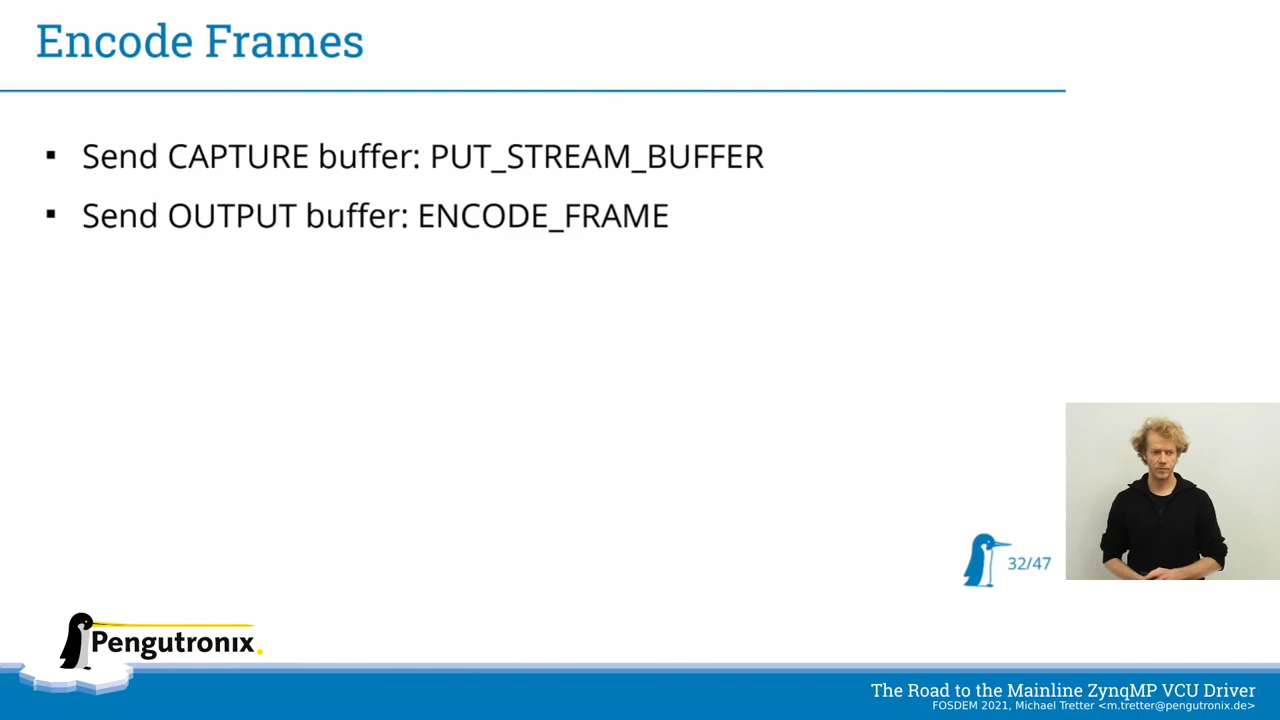 Encode Frames
▪ Send CAPTURE buffer: PUT_STREAM_BUFFER
▪ Send OUTPUT buffer: ENCODE_FRAME
32/47
Pengutronix.
The Road to the Mainline ZynqMP VCU Driver
FOSDEM 2021, Michael Tretter <m.tretter@pengutronix.de>